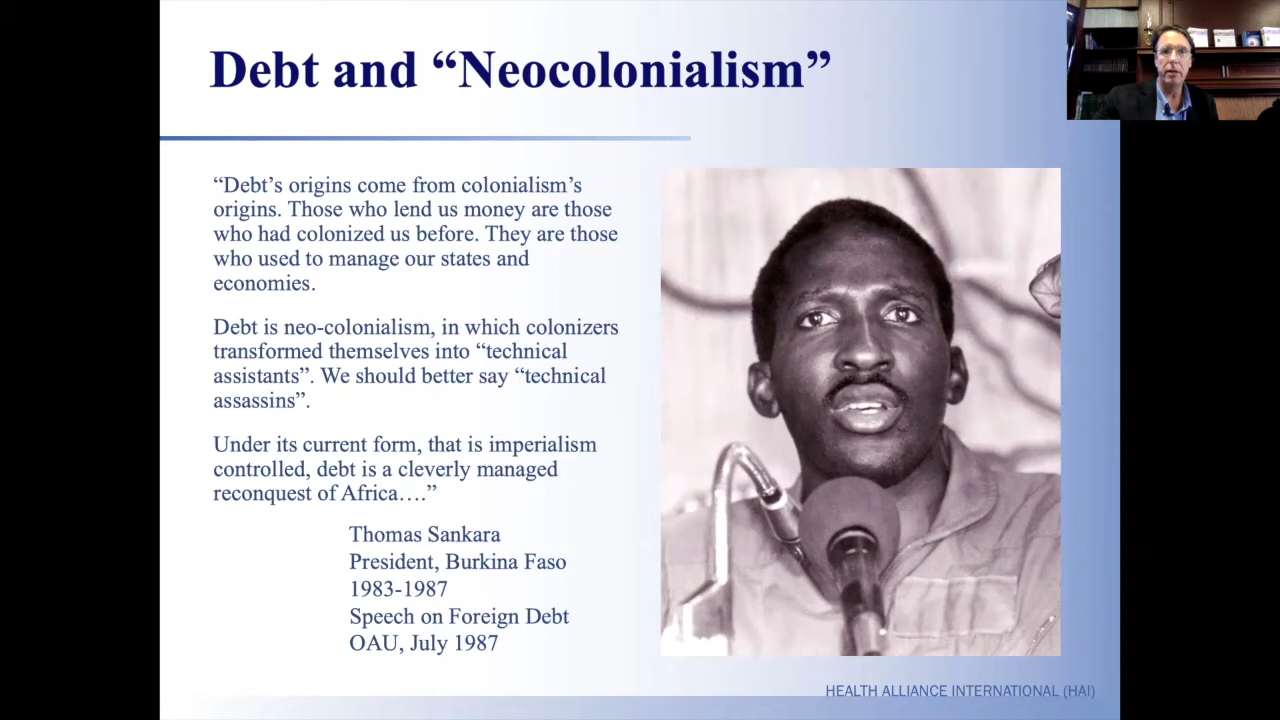 Debt and “Neocolonialism”
“Debt’s origins come from colonialism’s
origins. Those who lend us money are those
who had colonized us before. They are those
who used to manage our states and
economies.
Debt is neo-colonialism, in which colonizers
transformed themselves into “technical
assistants”. We should better say “technical
assassins”.
Under its current form, that is imperialism
controlled, debt is a cleverly managed
reconquest of Africa….”
Thomas Sankara
President, Burkina Faso
1983-1987
Speech on Foreign Debt
OAU, July 1987
HEALTH ALLIANCE INTERNATIONAL (HAI)